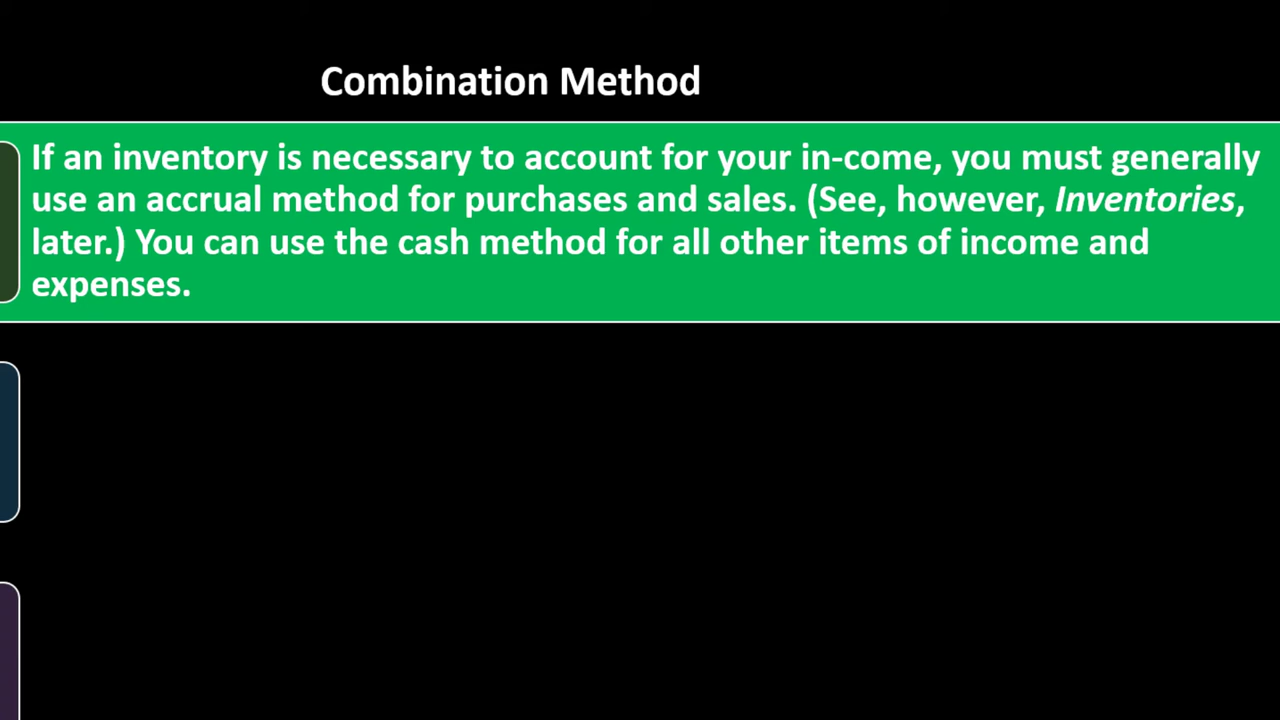 Combination Method
If an inventory is necessary to account for your in-come, you must generally
use an accrual method for purchases and sales. (See, however, Inventories,
later.) You can use the cash method for all other items of income and
expenses.